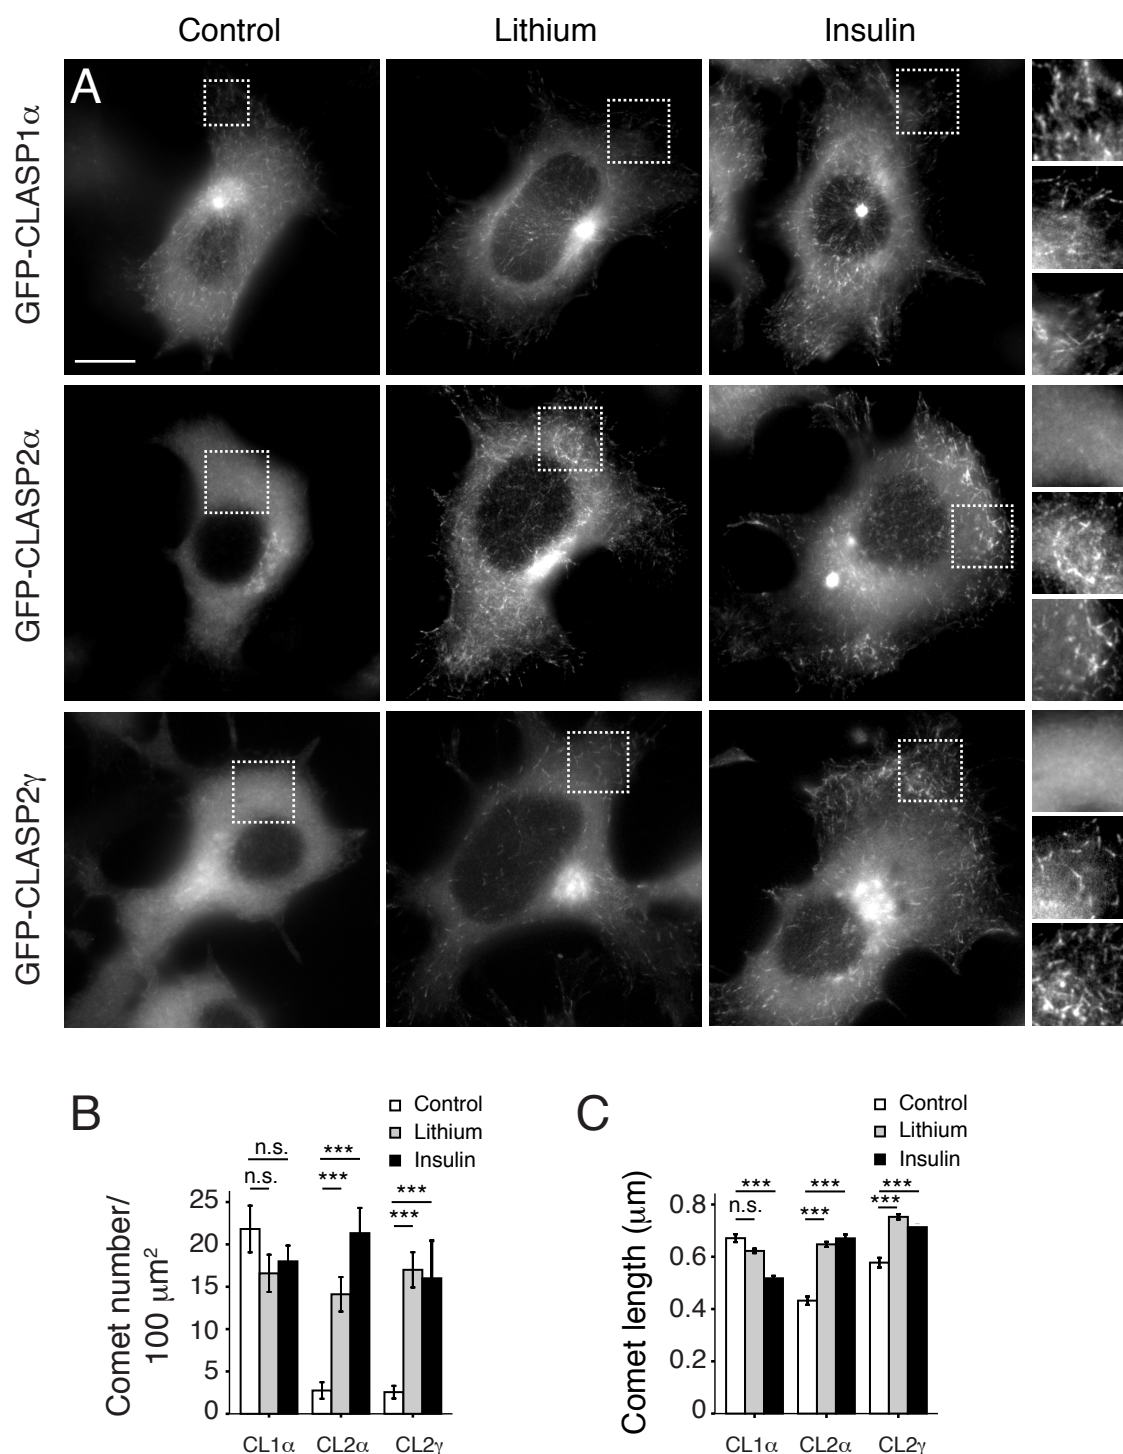 Control Lithium Insulin
A
GFP-CLASP1α
GFP-CLASP2α
GFP-CLASP2γ
B
Control
Lithium
Insulin
n.s.
n.s.
***
***
***
***
Comet number/
100 μm²
25
20
15
10
5
0
CL1α CL2α CL2γ
C
Control
Lithium
Insulin
***
n.s.
***
***
***
***
Comet length (μm)
0.8
0.6
0.4
0.2
0
CL1α CL2α CL2γ